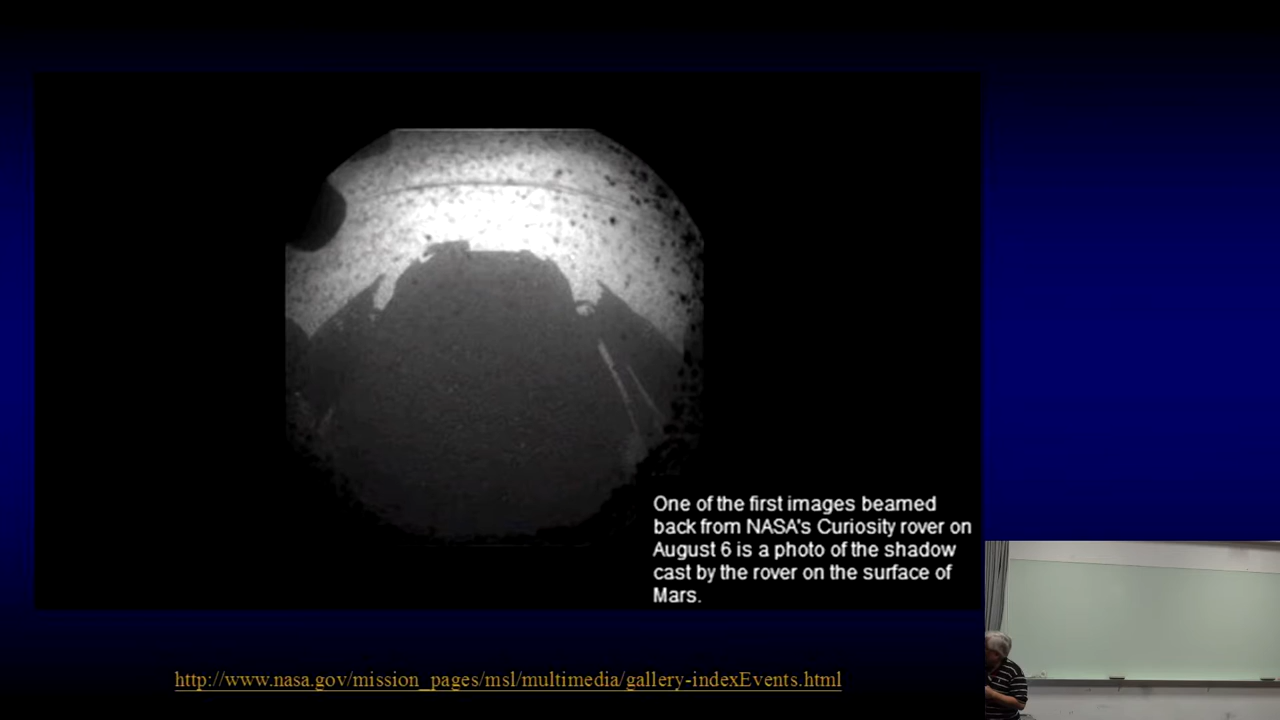 One of the first images beamed
back from NASA's Curiosity rover on
August 6 is a photo of the shadow
cast by the rover on the surface of
Mars.
http://www.nasa.gov/mission_pages/msl/multimedia/gallery-indexEvents.html